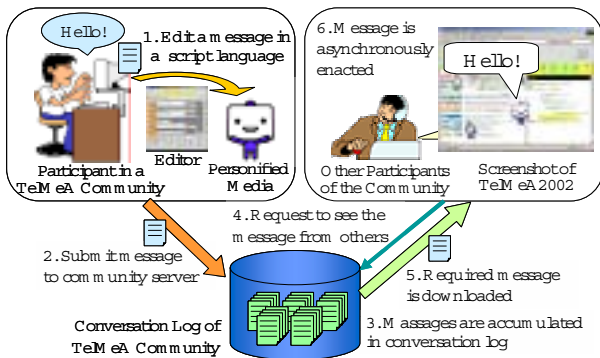 Hello!
1.Edit a message in
a script language
Editor
Participant in a
TelMeA Community
Personified
Media
6.Message is
asynchronously
enacted
Hello!
Other Participants
of the Community
Screenshot of
TelMeA 2002
2.Submit message
to community server
4.Request to see the
message from others
5.Required message
is downloaded
3.Massages are accumulated
in conversation log
Conversation Log of
TelMeA Community